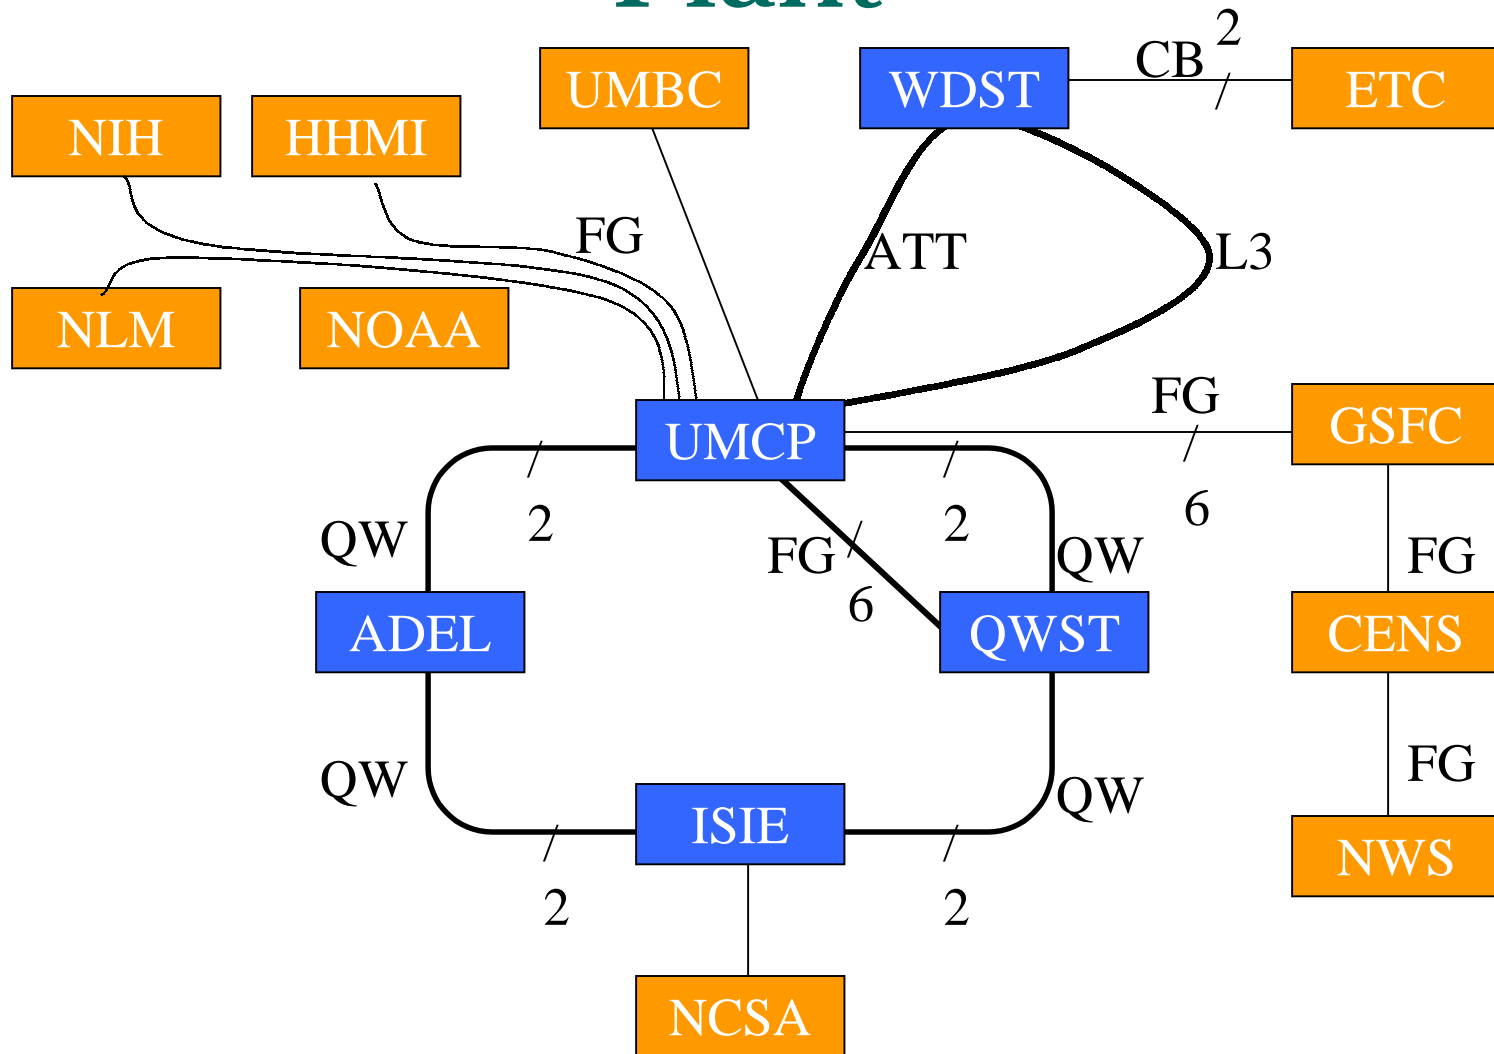 Plant
2
CB
UMBC
WDST
ETC
NIH
HHMI
FG
ATT
L3
NLM
NOAA
FG
UMCP
GSFC
2
2
6
QW
FG
QW
FG
6
ADEL
QWST
CENS
QW
QW
FG
ISIE
NWS
2
2
NCSA